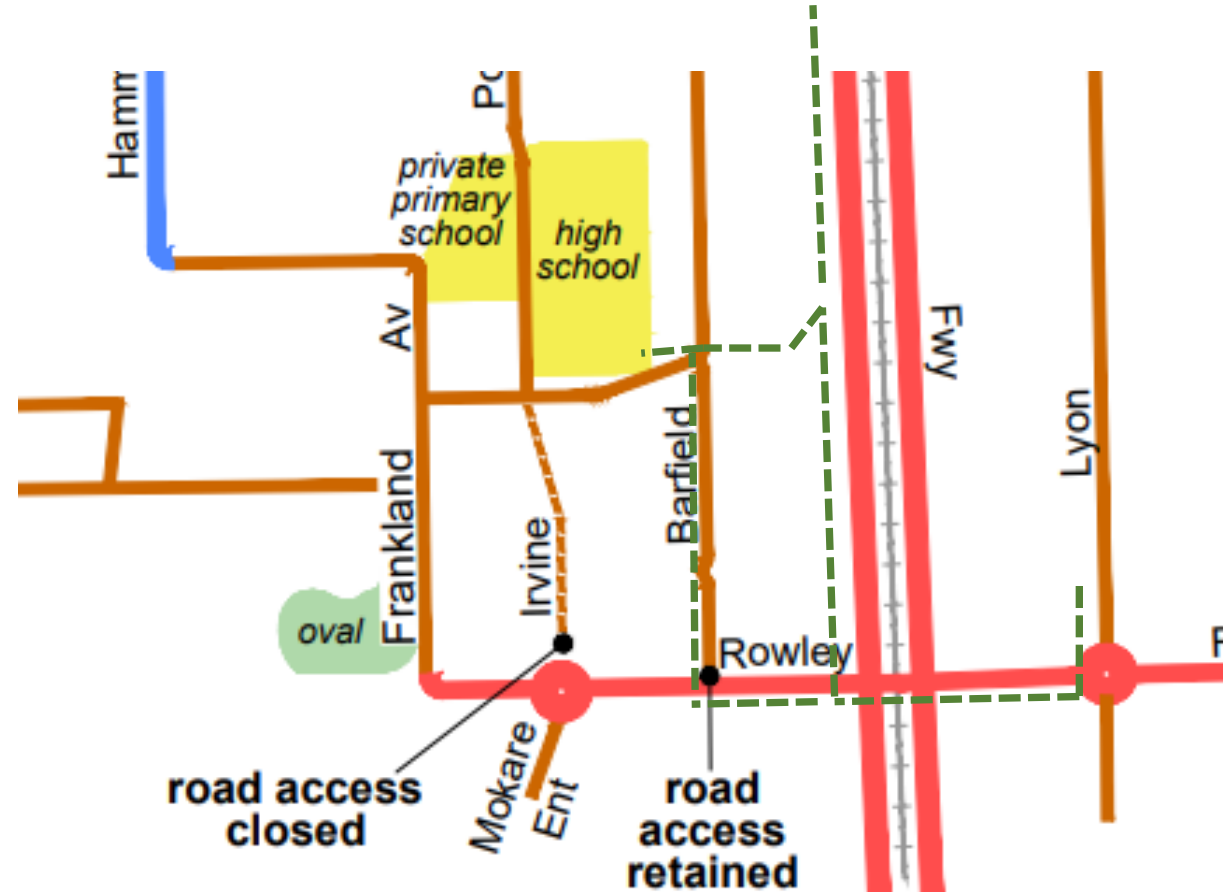 Hamm
Po
private
primary
school
high
school
Av
Fwy
Lyon
Barfield
Frankland
Irvine
oval
Rowley
road access
closed
Mokare
Ent
road
access
retained